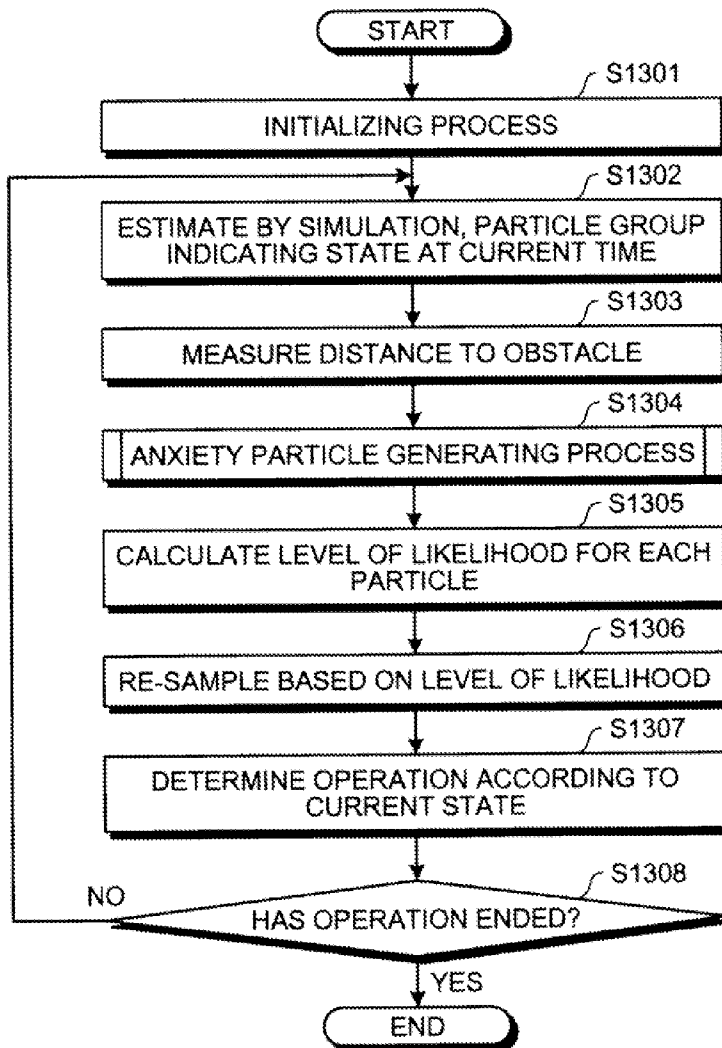 START
S1301
INITIALIZING PROCESS
S1302
ESTIMATE BY SIMULATION, PARTICLE GROUP
INDICATING STATE AT CURRENT TIME
S1303
MEASURE DISTANCE TO OBSTACLE
S1304
ANXIETY PARTICLE GENERATING PROCESS
S1305
CALCULATE LEVEL OF LIKELIHOOD FOR EACH
PARTICLE
S1306
RE-SAMPLE BASED ON LEVEL OF LIKELIHOOD
S1307
DETERMINE OPERATION ACCORDING TO
CURRENT STATE
S1308
NO
HAS OPERATION ENDED?
YES
END